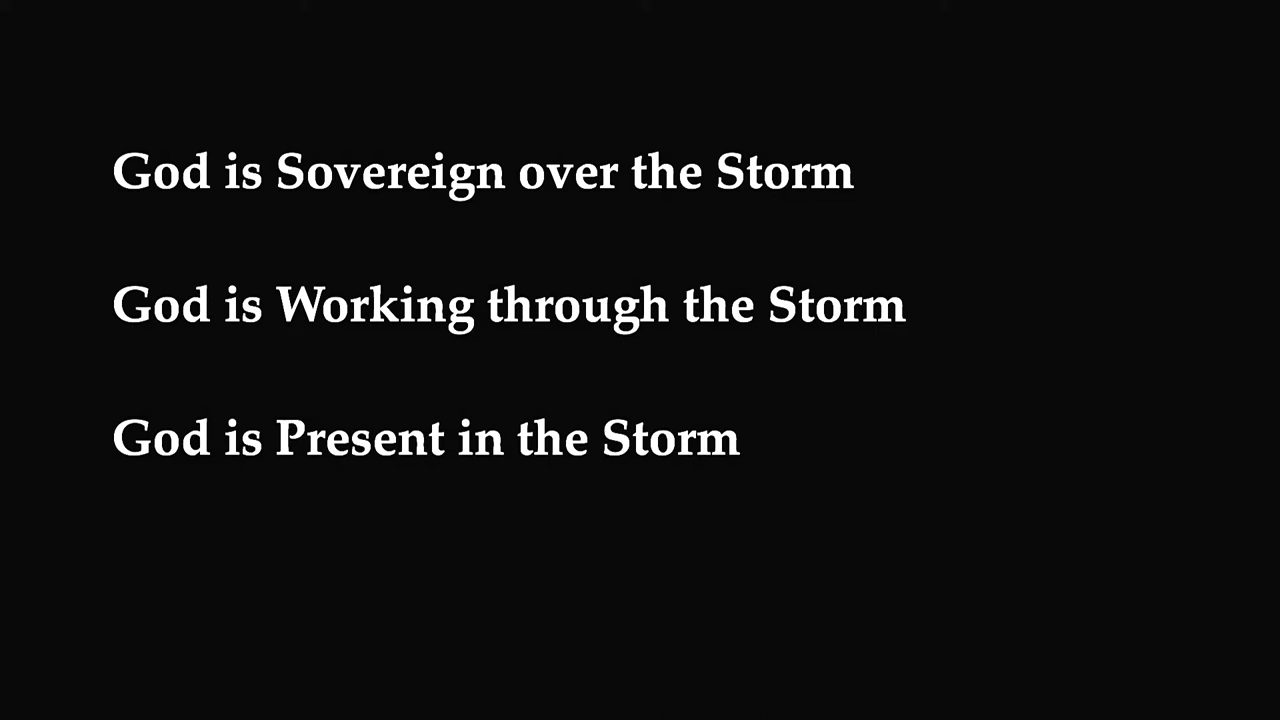 God is Sovereign over the Storm
God is Working through the Storm
God is Present in the Storm